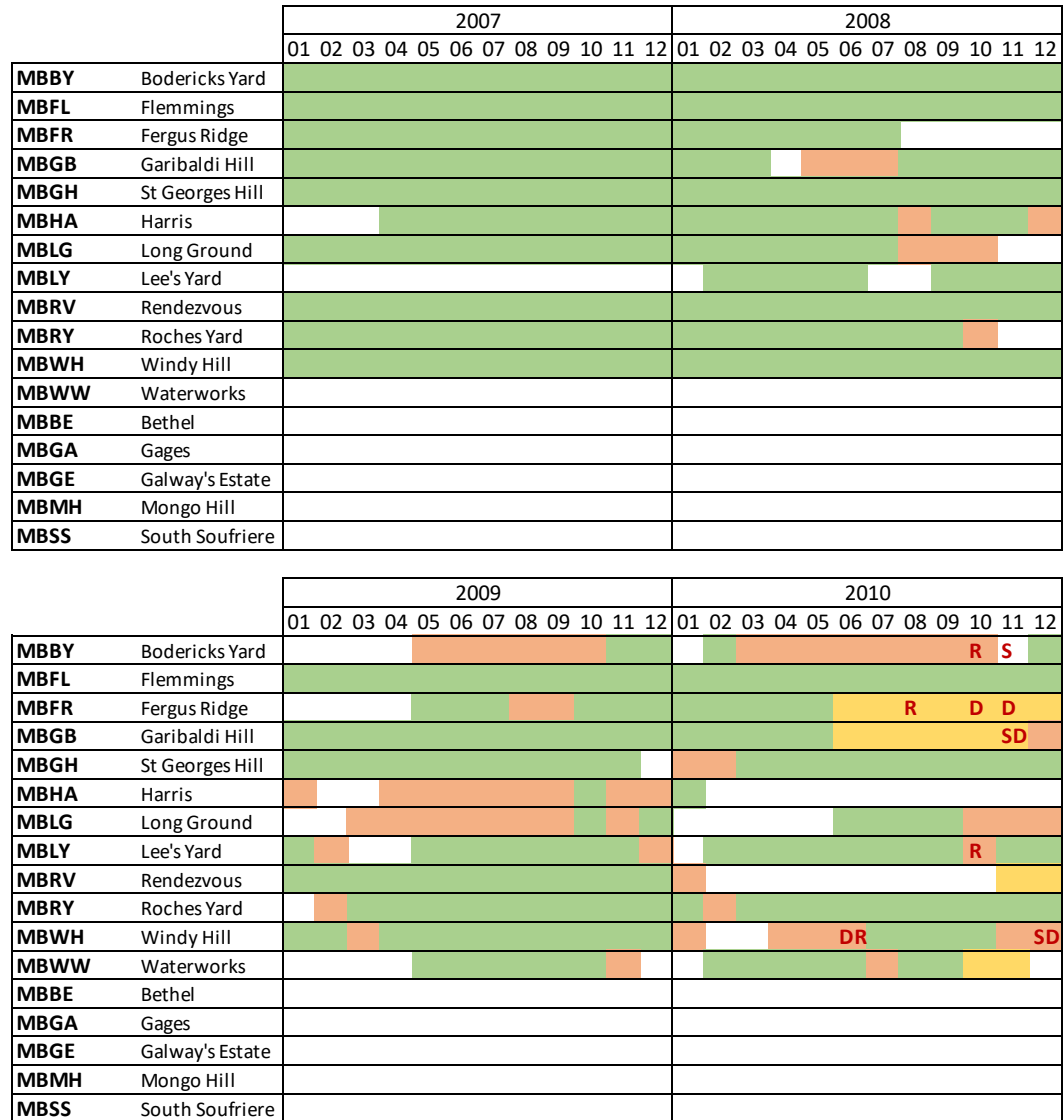 2007 2008
01 02 03 04 05 06 07 08 09 10 11 12 01 02 03 04 05 06 07 08 09 10 11 12
MBBY Bodericks Yard
MBFL Flemmings
MBFR Fergus Ridge
MBGB Garibaldi Hill
MBGH St Georges Hill
MBHA Harris
MBLG Long Ground
MBLY Lee's Yard
MBRV Rendezvous
MBRY Roches Yard
MBWH Windy Hill
MBWW Waterworks
MBBE Bethel
MBGA Gages
MBGE Galway's Estate
MBMH Mongo Hill
MBSS South Soufriere
2009 2010
01 02 03 04 05 06 07 08 09 10 11 12 01 02 03 04 05 06 07 08 09 10 11 12
MBBY Bodericks Yard R S
MBFL Flemmings
MBFR Fergus Ridge R D D
MBGB Garibaldi Hill SD
MBGH St Georges Hill
MBHA Harris
MBLG Long Ground
MBLY Lee's Yard R
MBRV Rendezvous
MBRY Roches Yard
MBWH Windy Hill DR SD
MBWW Waterworks
MBBE Bethel
MBGA Gages
MBGE Galway's Estate
MBMH Mongo Hill
MBSS South Soufriere